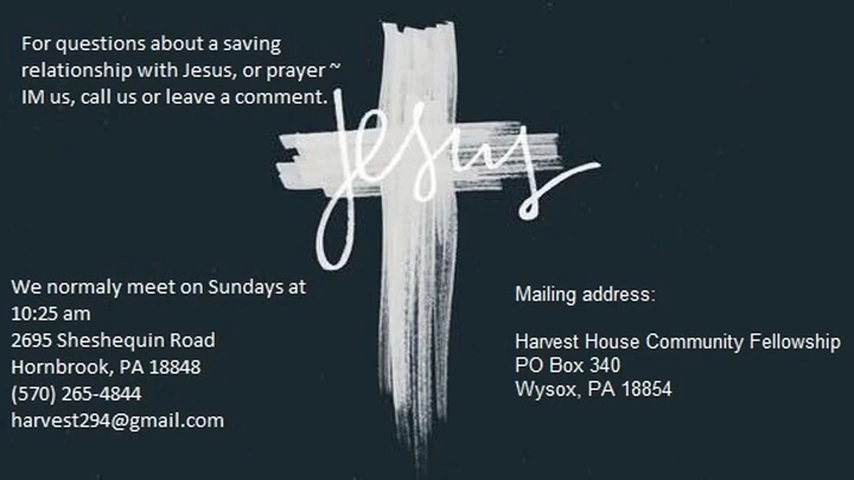 For questions about a saving
relationship with Jesus, or prayer ~
IM us, call us or leave a comment.
Jesus
We normaly meet on Sundays at
10:25 am
2695 Sheshequin Road
Hornbrook, PA 18848
(570) 265-4844
harvest294@gmail.com
Mailing address:
Harvest House Community Fellowship
PO Box 340
Wysox, PA 18854